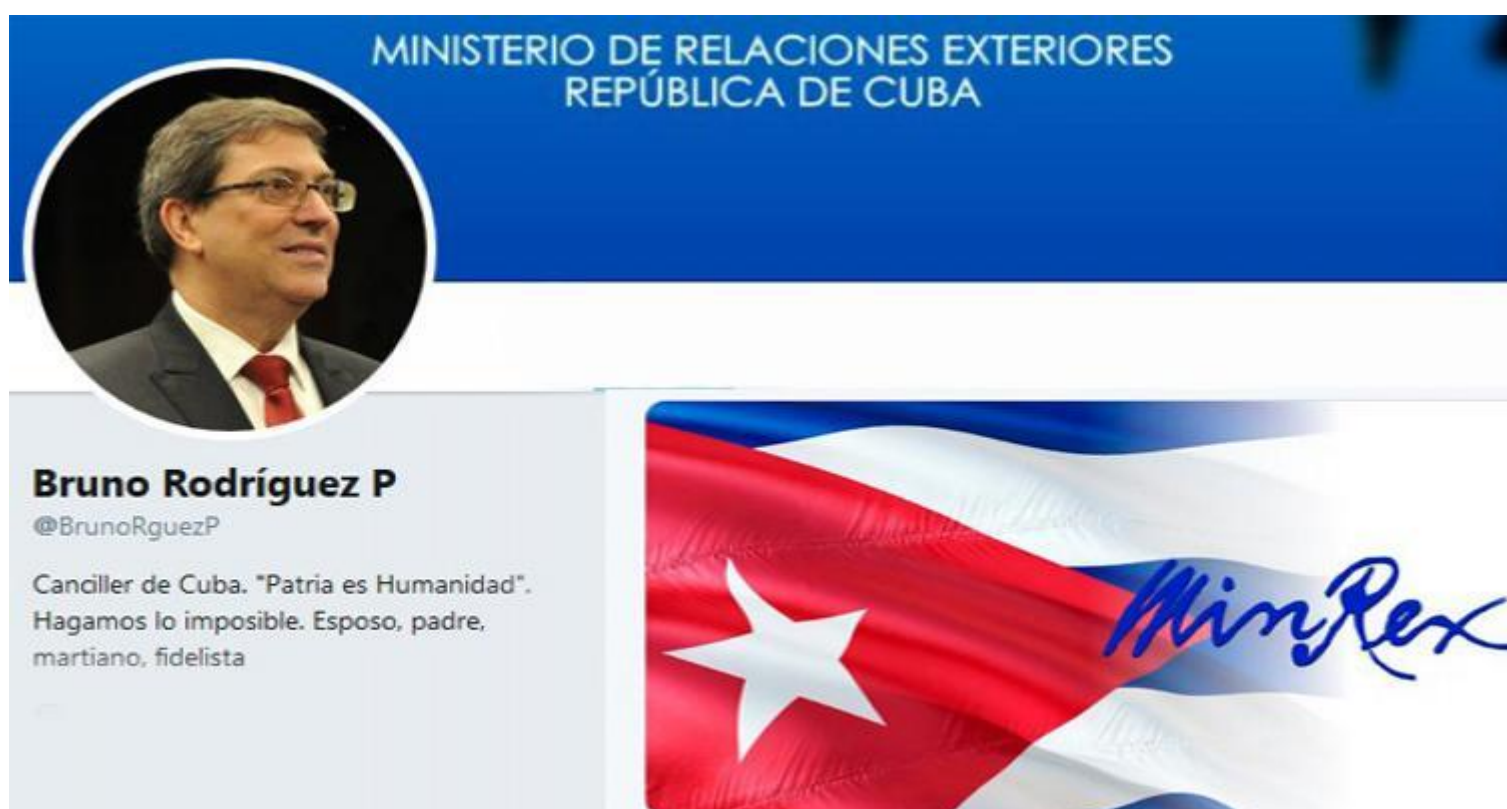 MINISTERIO DE RELACIONES EXTERIORES
REPÚBLICA DE CUBA
Bruno Rodríguez P
@BrunoRguezP
Canciller de Cuba. "Patria es Humanidad".
Hagamos lo imposible. Esposo, padre,
martiano, fidelista
MinRex